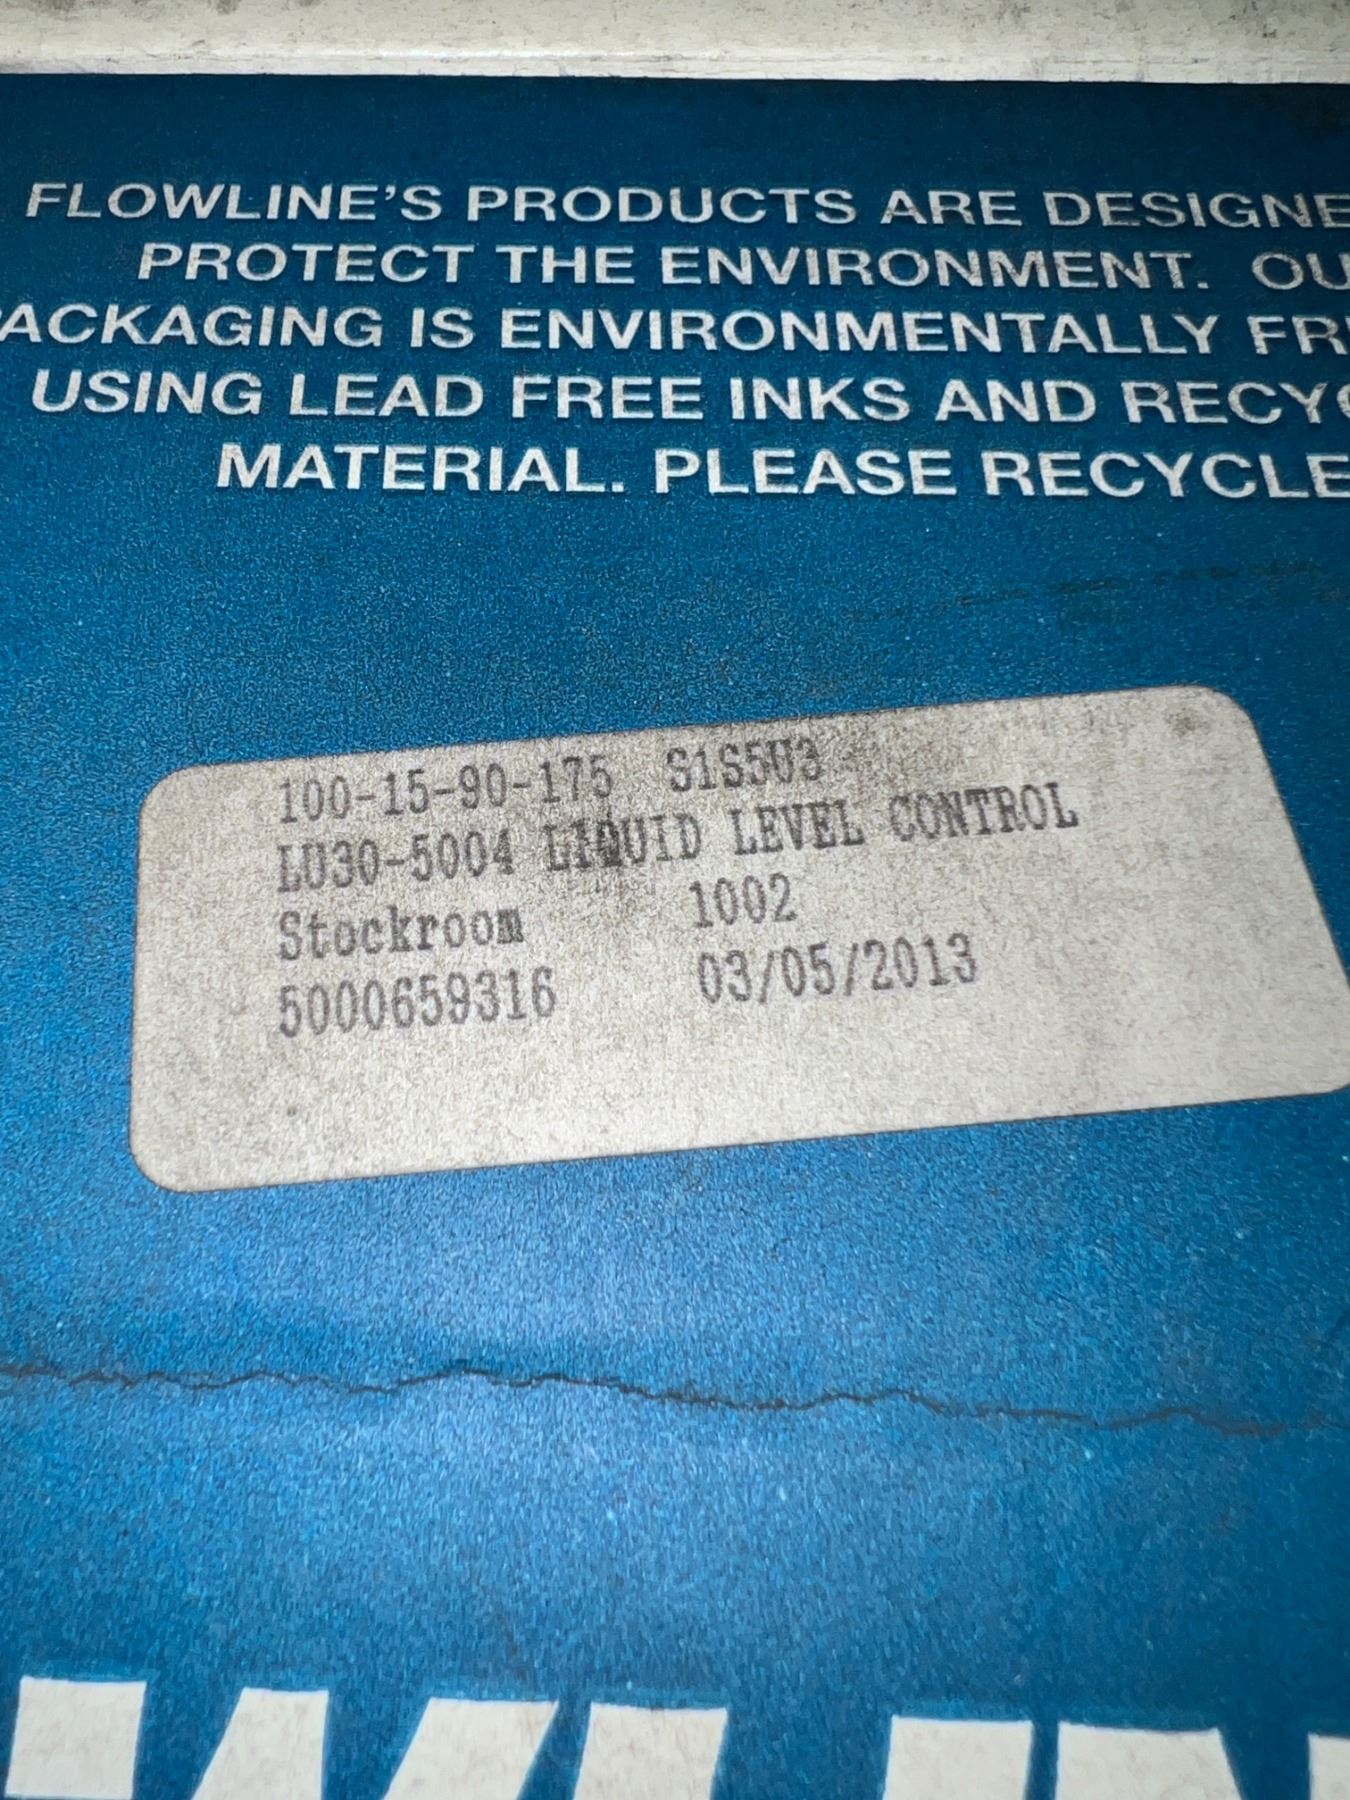 FLOWLINE'S PRODUCTS ARE DESIGNE
PROTECT THE ENVIRONMENT. OU
ACKAGING IS ENVIRONMENTALLY FRI
USING LEAD FREE INKS AND RECYC
MATERIAL. PLEASE RECYCLE
100-15-90-175 S1S5U3
LU30-5004 LIQUID LEVEL CONTROL
Stockroom 1002
5000659316 03/05/2013